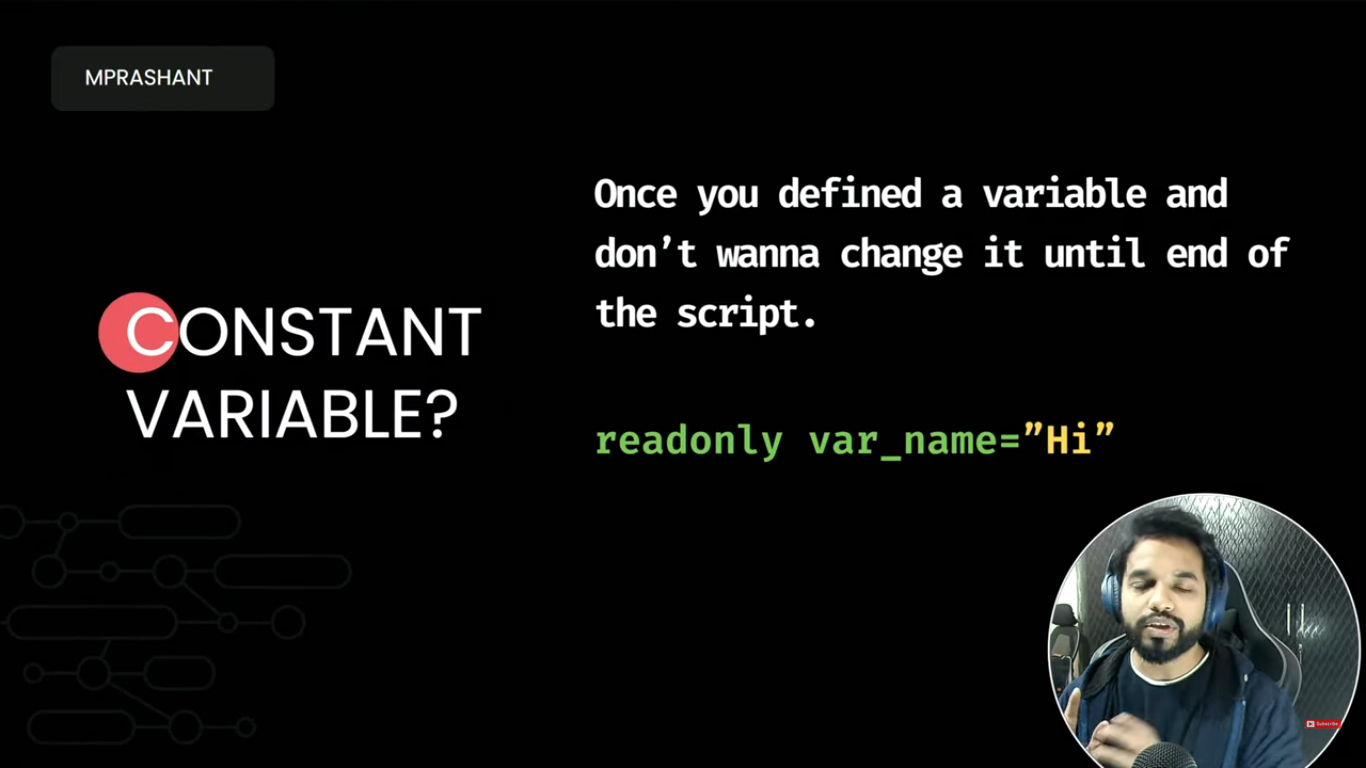 MPRASHANT
CONSTANT
VARIABLE?
Once you defined a variable and
don’t wanna change it until end of
the script.
readonly var_name=”Hi”
Subscribe